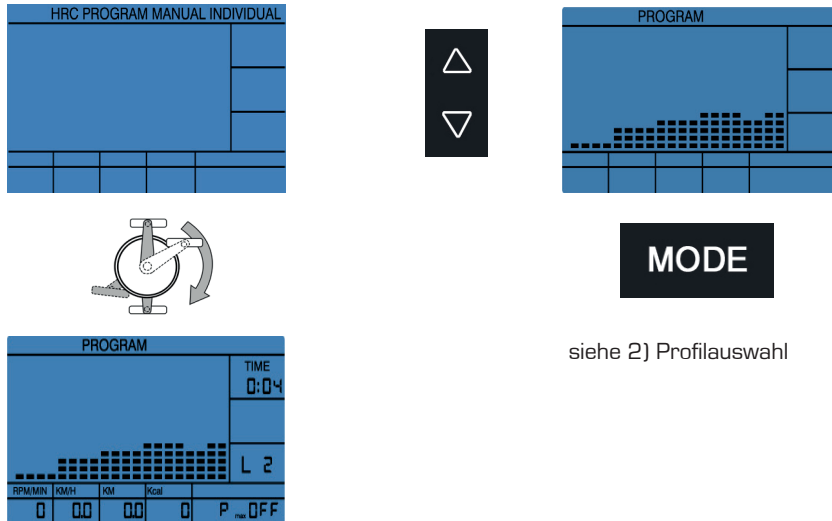 HRC PROGRAM MANUAL INDIVIDUAL
PROGRAM
MODE
siehe 2) Profilauswahl
PROGRAM
TIME
0:04
L 2
RPM/MIN KM/H KM Kcal
0 0.0 0.0 0 P max OFF